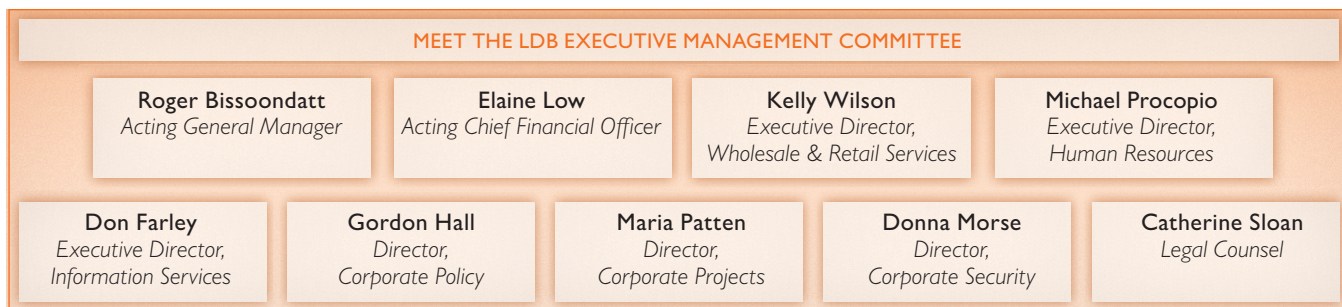 MEET THE LDB EXECUTIVE MANAGEMENT COMMITTEE
Roger Bissoondatt
Acting General Manager
Elaine Low
Acting Chief Financial Officer
Kelly Wilson
Executive Director,
Wholesale & Retail Services
Michael Procopio
Executive Director,
Human Resources
Don Farley
Executive Director,
Information Services
Gordon Hall
Director,
Corporate Policy
Maria Patten
Director,
Corporate Projects
Donna Morse
Director,
Corporate Security
Catherine Sloan
Legal Counsel